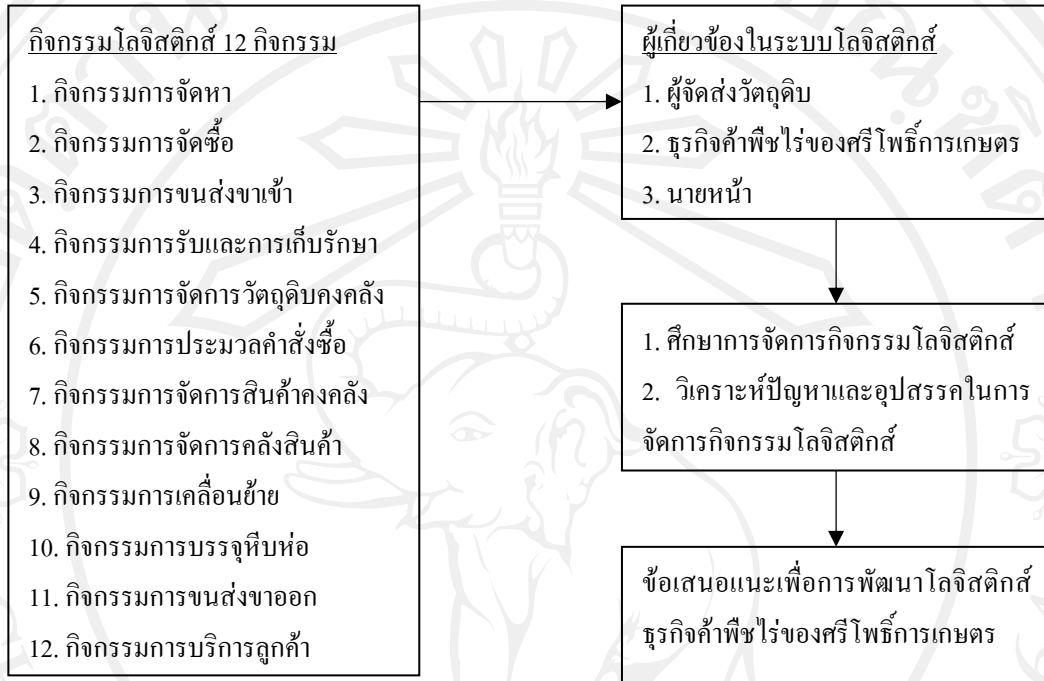 กิจกรรมโลจิสติกส์ 12 กิจกรรม
1. กิจกรรมการจัดหา
2. กิจกรรมการจัดซื้อ
3. กิจกรรมการขนส่งขาเข้า
4. กิจกรรมการรับและการเก็บรักษา
5. กิจกรรมการจัดการวัตถุดิบคงคลัง
6. กิจกรรมการประมวลคำสั่งซื้อ
7. กิจกรรมการจัดการสินค้าคงคลัง
8. กิจกรรมการจัดการคลังสินค้า
9. กิจกรรมการเคลื่อนย้าย
10. กิจกรรมการบรรจุหีบห่อ
11. กิจกรรมการขนส่งขาออก
12. กิจกรรมการบริการลูกค้า
ผู้เกี่ยวข้องในระบบโลจิสติกส์
1. ผู้จัดส่งวัตถุดิบ
2. ธุรกิจค้าพืชไร่ของศรีโพธิ์การเกษตร
3. นายหน้า
1. ศึกษาการจัดการกิจกรรมโลจิสติกส์
2. วิเคราะห์ปัญหาและอุปสรรคในการ
จัดการกิจกรรมโลจิสติกส์
ข้อเสนอแนะเพื่อการพัฒนาโลจิสติกส์
ธุรกิจค้าพืชไร่ของศรีโพธิ์การเกษตร